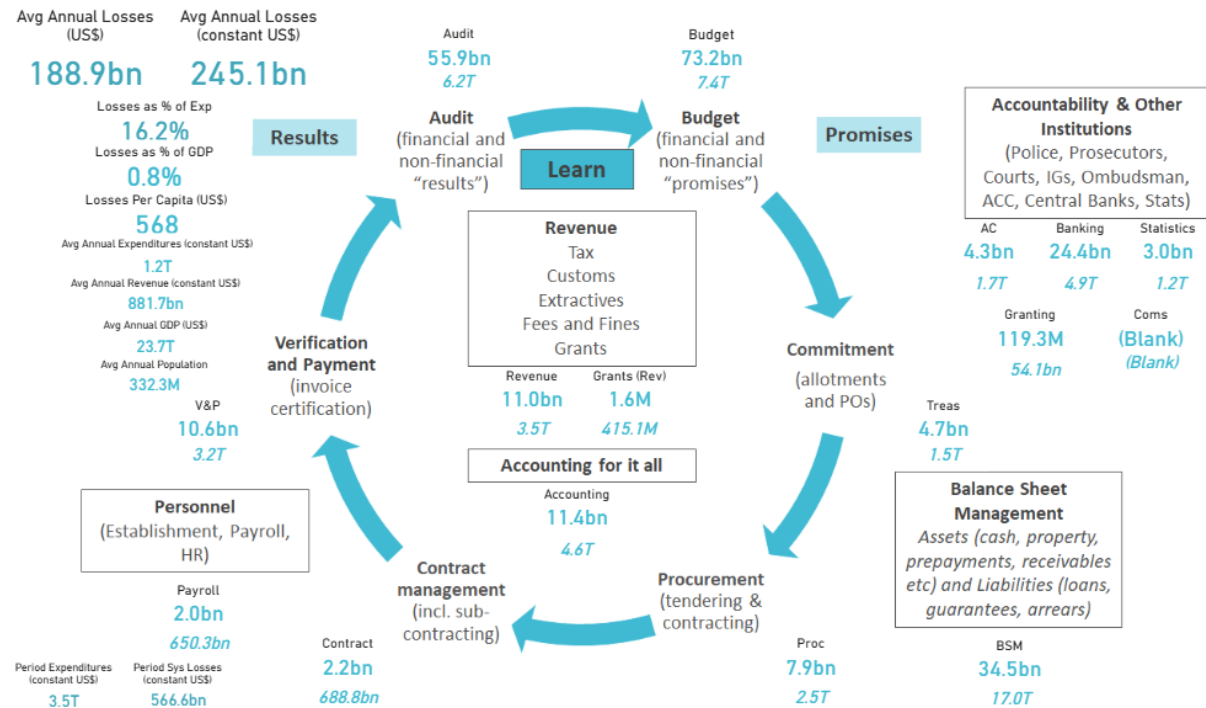 Avg Annual Losses
(US$)
188.9bn
Avg Annual Losses
(constant US$)
245.1bn
Losses as % of Exp
16.2%
Losses as % of GDP
0.8%
Losses Per Capita (US$)
568
Avg Annual Expenditures (constant US$)
1.2T
Avg Annual Revenue (constant US$)
881.7bn
Avg Annual GDP (US$)
23.7T
Avg Annual Population
332.3M
Results
Audit
55.9bn
6.2T
Audit
(financial and
non-financial
“results”)
Learn
Budget
73.2bn
7.4T
Budget
(financial and
non-financial
“promises”)
Promises
Accountability & Other
Institutions
(Police, Prosecutors,
Courts, IGs, Ombudsman,
ACC, Central Banks, Stats)
AC
4.3bn
1.7T
Banking
24.4bn
4.9T
Statistics
3.0bn
1.2T
Granting
119.3M
54.1bn
Coms
(Blank)
(Blank)
Revenue
Tax
Customs
Extractives
Fees and Fines
Grants
Revenue
11.0bn
3.5T
Grants (Rev)
1.6M
415.1M
Verification
and Payment
(invoice
certification)
V&P
10.6bn
3.2T
Commitment
(allotments
and POs)
Treas
4.7bn
1.5T
Accounting for it all
Accounting
11.4bn
4.6T
Balance Sheet
Management
Assets (cash, property,
prepayments, receivables
etc) and Liabilities (loans,
guarantees, arrears)
BSM
34.5bn
17.0T
Personnel
(Establishment, Payroll,
HR)
Payroll
2.0bn
650.3bn
Contract
management
(incl. sub-
contracting)
Contract
2.2bn
688.8bn
Procurement
(tendering &
contracting)
Proc
7.9bn
2.5T
Period Expenditures
(constant US$)
3.5T
Period Sys Losses
(constant US$)
566.6bn